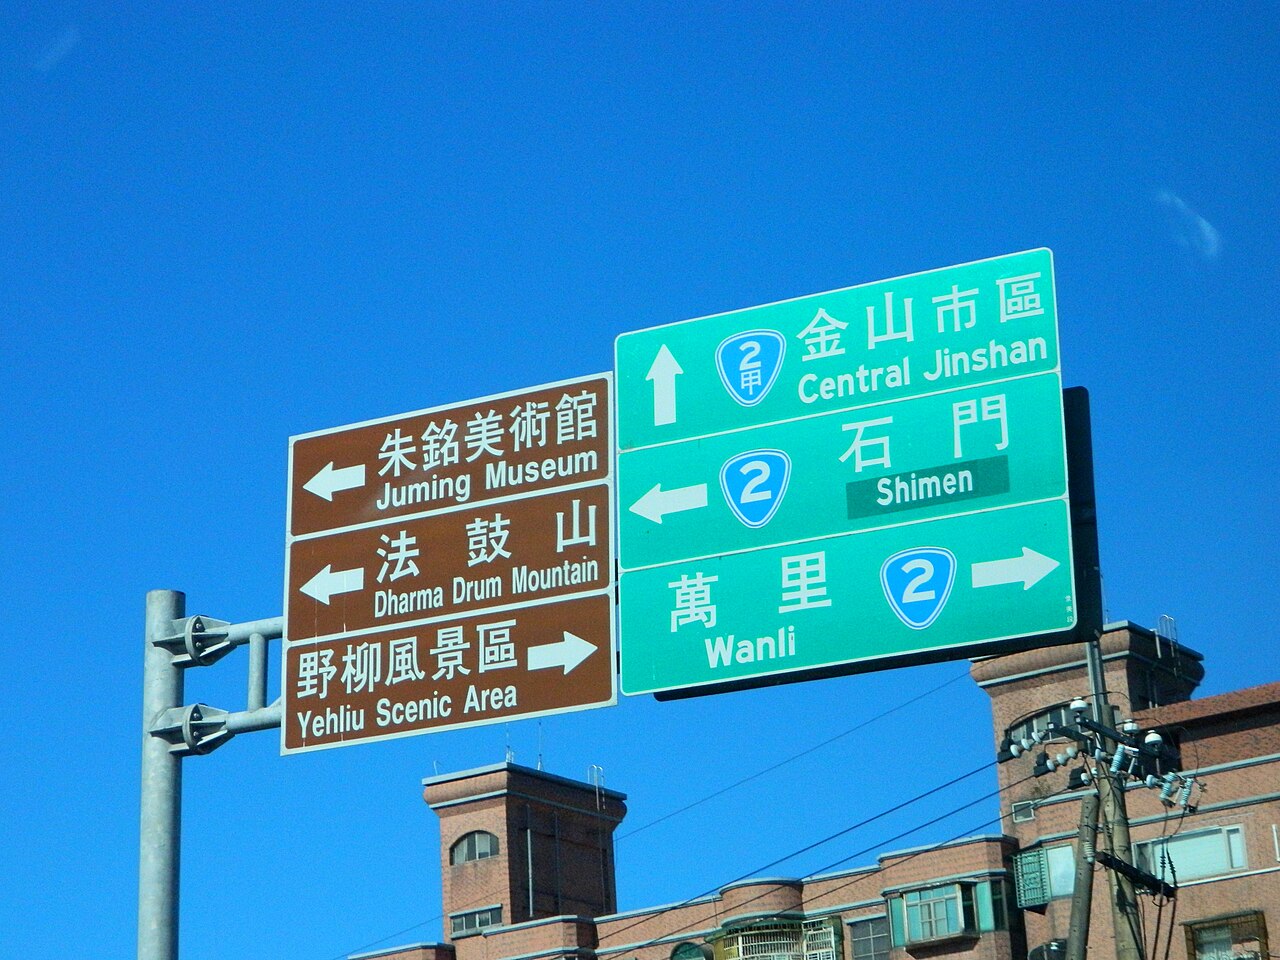 朱銘美術館
Juming Museum
法鼓山
Dharma Drum Mountain
野柳風景區
Yehliu Scenic Area
2甲 金山市區
Central Jinshan
2 石門
Shimen
萬里 2
Wanli